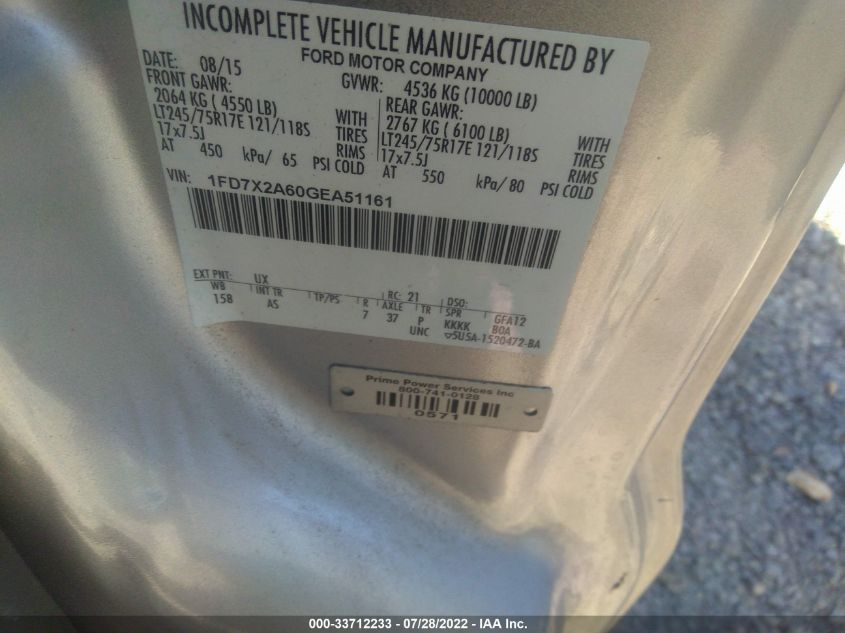 INCOMPLETE VEHICLE MANUFACTURED BY
FORD MOTOR COMPANY
DATE: 08/15 GVWR: 4536 KG (10000 LB)
FRONT GAWR: REAR GAWR:
2064 KG ( 4550 LB) WITH 2767 KG ( 6100 LB) WITH
LT245/75R17E 121/118S TIRES LT245/75R17E 121/118S TIRES
17x7.5J RIMS 17x7.5J RIMS
AT 450 kPa/ 65 PSI COLD AT 550 kPa/ 80 PSI COLD
VIN: 1FD7X2A60GEA51161
EXT PNT: UX RC: 21 DSO:
WB INT TR TP/PS R AXLE TR SPR GFA12
158 AS 7 37 P KKKK BOA
UNC 5USA-1520472-BA
Prime Power Services Inc
800-741-0128
0571
000-33712233 - 07/28/2022 - IAA Inc.